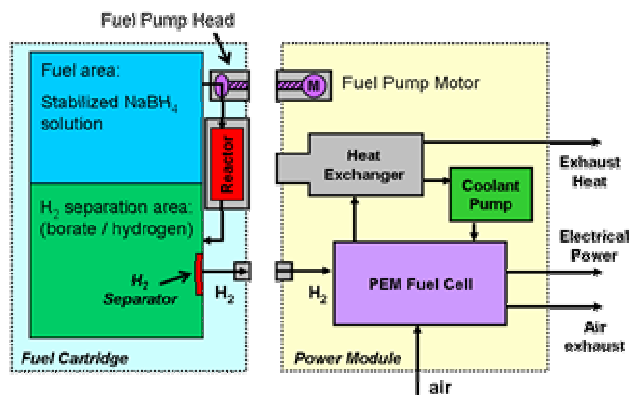 Fuel Pump Head
Fuel area:
Stabilized NaBH₄
solution
M
Fuel Pump Motor
Reactor
Heat
Exchanger
Exhaust
Heat
Coolant
Pump
H₂ separation area:
(borate / hydrogen)
Electrical
Power
H₂
Separator
H₂
H₂
PEM Fuel Cell
Air
exhaust
Fuel Cartridge
Power Module
air